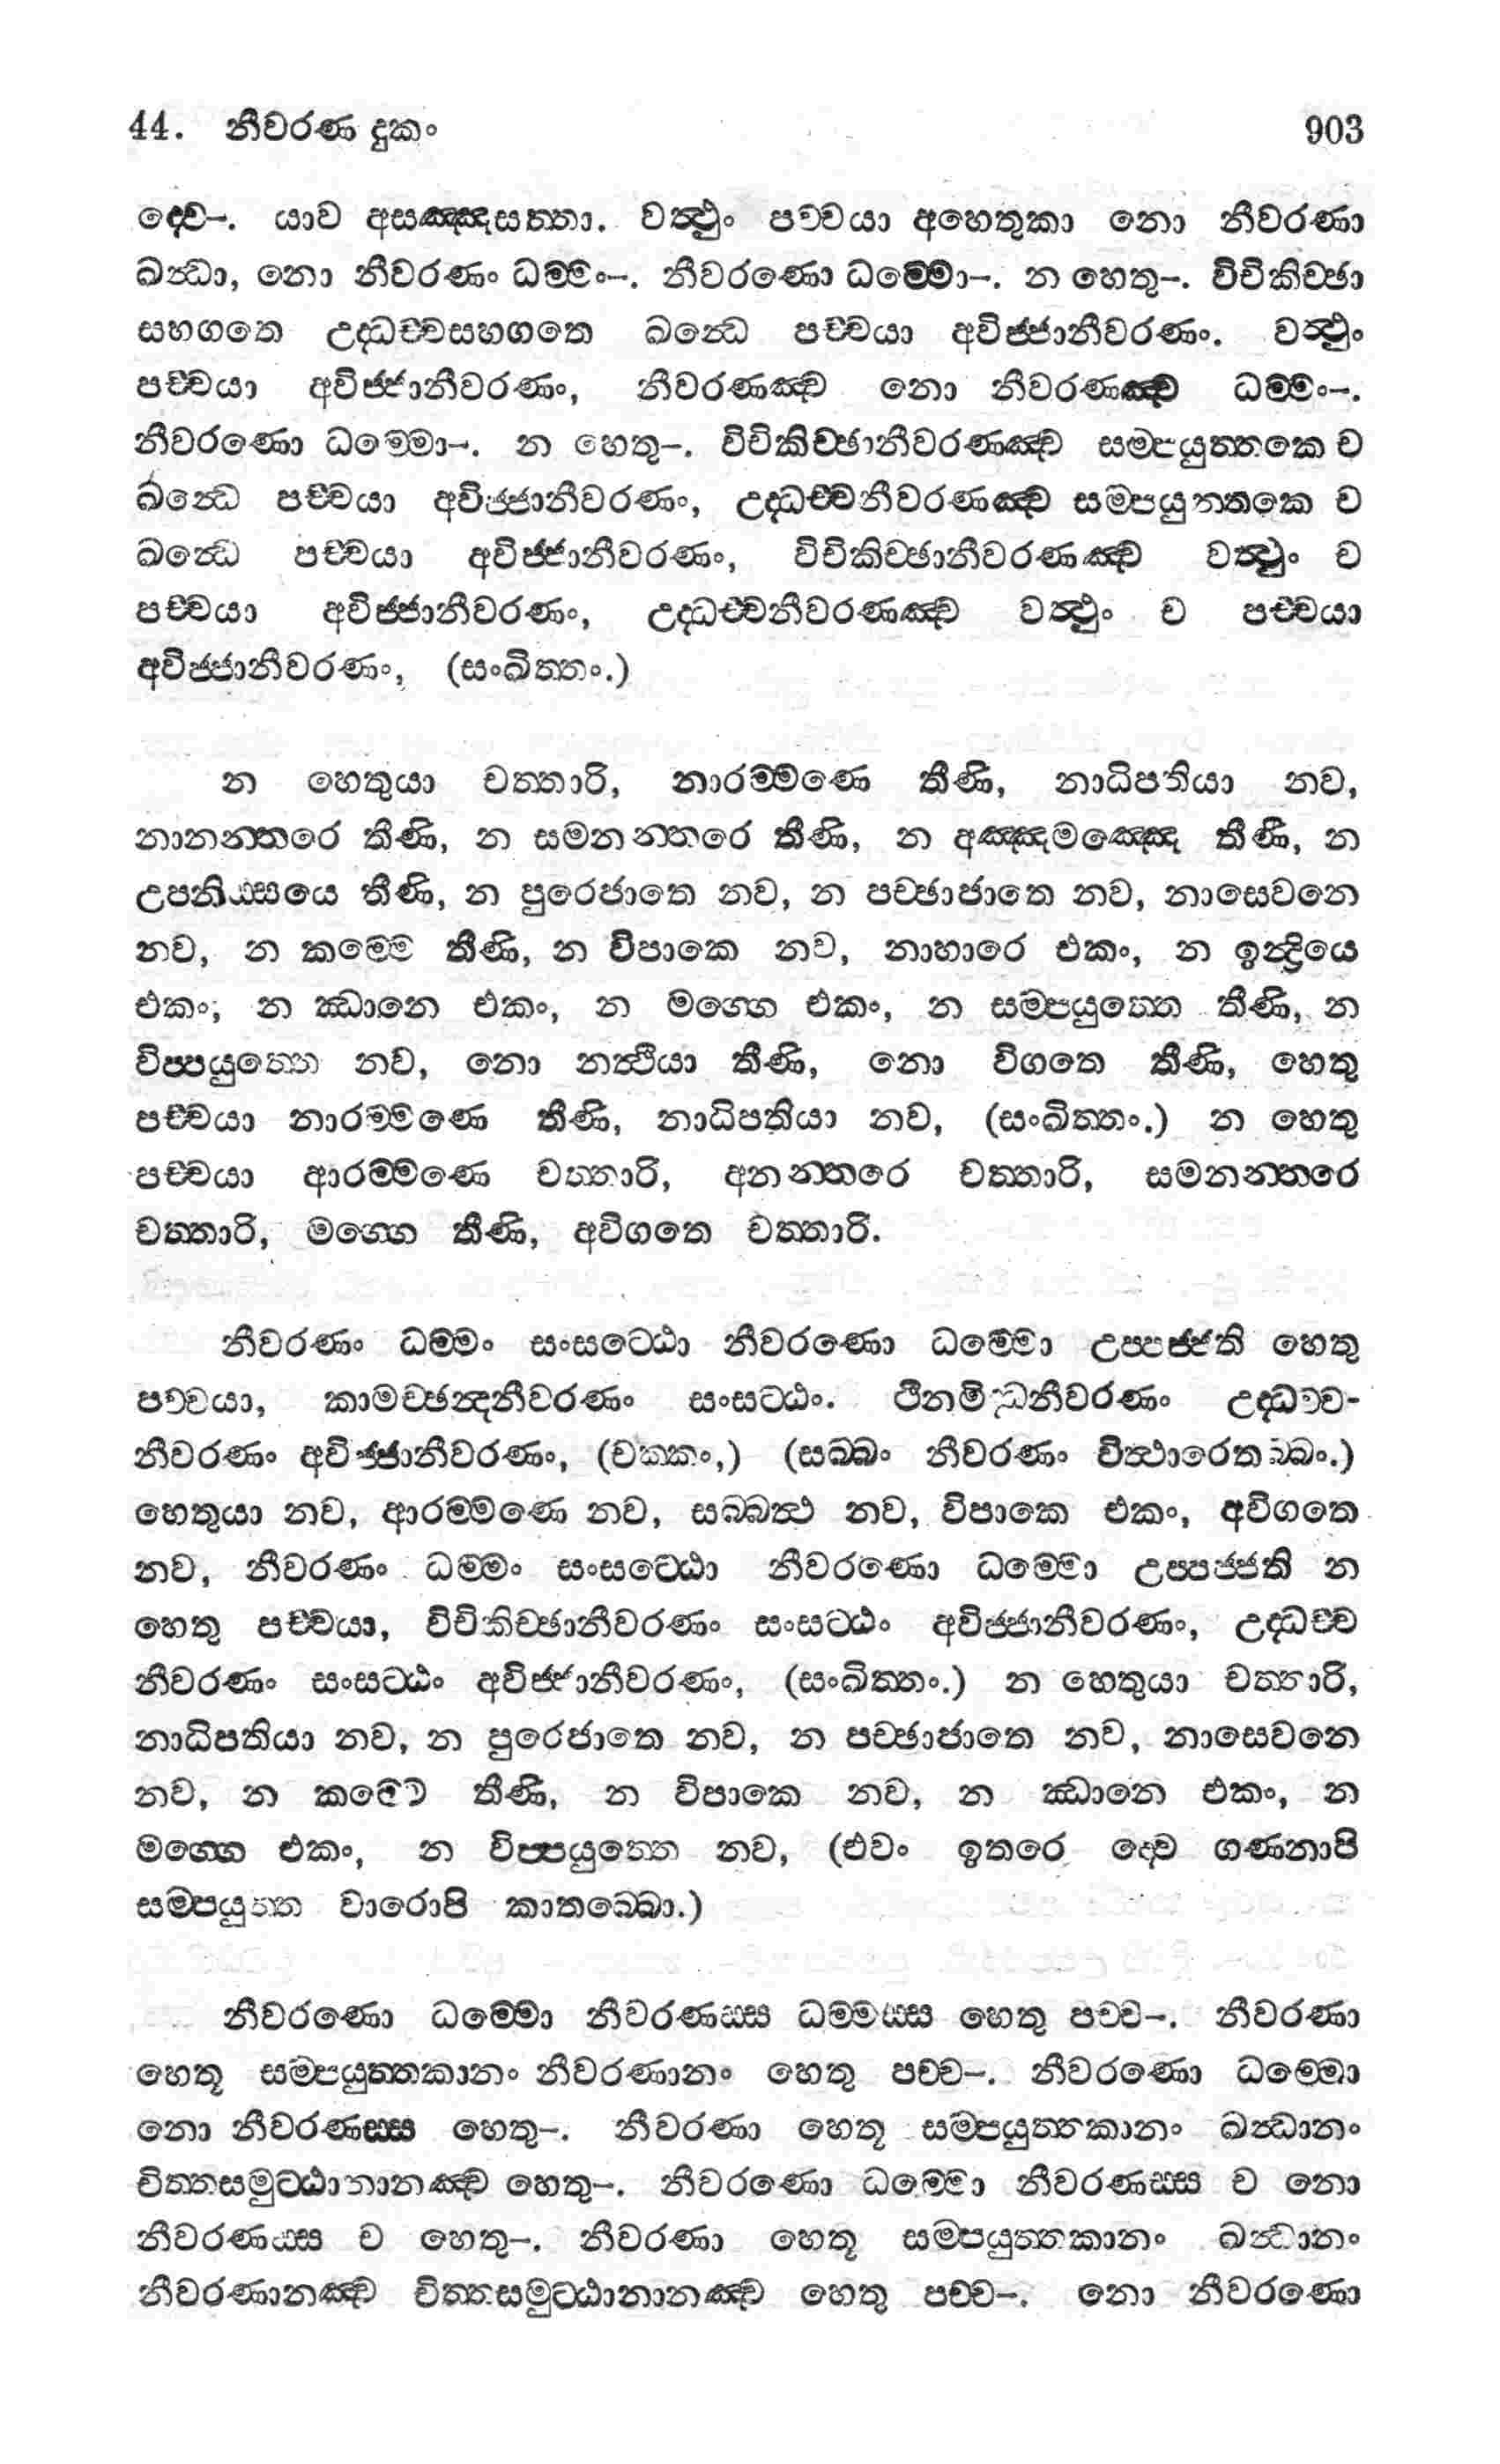 44. නීවරණ දුකං 903
ද්වෙ–. යාව අසඤ්ඤසත්තා. වත්ථුං පච්චයා අහෙතුකා නො නීවරණා
ඛන්ධා, නො නීවරණං ධම්මං–. නීවරණො ධම්මො–. න හෙතු–. විචිකිච්ඡා
සහගතෙ උද්ධච්චසහගතෙ ඛන්ධෙ පච්චයා අවිජ්ජානීවරණං. වත්ථුං
පච්චයා අවිජ්ජානීවරණං, නීවරණඤ්ච නො නීවරණඤ්ච ධම්මං–.
නීවරණො ධම්මො–. න හෙතු–. විචිකිච්ඡානීවරණඤ්ච සම්පයුත්තකෙ ච
ඛන්ධෙ පච්චයා අවිජ්ජානීවරණං, උද්ධච්චනීවරණඤ්ච සම්පයුත්තකෙ ච
ඛන්ධෙ පච්චයා අවිජ්ජානීවරණං, විචිකිච්ඡානීවරණඤ්ච වත්ථුං ච
පච්චයා අවිජ්ජානීවරණං, උද්ධච්චනීවරණඤ්ච වත්ථුං ච පච්චයා
අවිජ්ජානීවරණං, (සංඛිත්තං.)
න හෙතුයා චත්තාරි, නාරම්මණෙ තීණි, නාධිපතියා නව,
නානන්තරෙ තීණි, න සමනන්තරෙ තීණි, න අඤ්ඤමඤ්ඤෙ තීණි, න
උපනිස්සයෙ තීණි, න පුරෙජාතෙ නව, න පච්ඡාජාතෙ නව, නාසෙවනෙ
නව, න කම්මෙ තීණි, න විපාකෙ නව, නාහාරෙ එකං, න ඉන්ද්‍රියෙ
එකං; න ඣානෙ එකං, න මග්ගෙ එකං, න සම්පයුත්තෙ තීණි, න
විප්පයුත්තෙ නව, නො නත්ථියා තීණි, නො විගතෙ තීණි, හෙතු
පච්චයා නාරම්මණෙ තීණි, නාධිපතියා නව, (සංඛිත්තං.) න හෙතු
පච්චයා ආරම්මණෙ චත්තාරි, අනන්තරෙ චත්තාරි, සමනන්තරෙ
චත්තාරි, මග්ගෙ තීණි, අවිගතෙ චත්තාරි.
නීවරණං ධම්මං සංසට්ඨො නීවරණො ධම්මො උප්පජ්ජති හෙතු
පච්චයා, කාමච්ඡන්දනීවරණං සංසට්ඨං. ථිනමිද්ධනීවරණං උද්ධච්ච-
නීවරණං අවිජ්ජානීවරණං, (චක්කං,) (සබ්බං නීවරණං විත්ථාරෙතබ්බං.)
හෙතුයා නව, ආරම්මණෙ නව, සබ්බත්ථ නව, විපාකෙ එකං, අවිගතෙ
නව, නීවරණං ධම්මං සංසට්ඨො නීවරණො ධම්මො උප්පජ්ජති න
හෙතු පච්චයා, විචිකිච්ඡානීවරණං සංසට්ඨං අවිජ්ජානීවරණං, උද්ධච්ච
නීවරණං සංසට්ඨං අවිජ්ජානීවරණං, (සංඛිත්තං.) න හෙතුයා චත්තාරි,
නාධිපතියා නව, න පුරෙජාතෙ නව, න පච්ඡාජාතෙ නව, නාසෙවනෙ
නව, න කම්මෙ තීණි, න විපාකෙ නව, න ඣානෙ එකං, න
මග්ගෙ එකං, න විප්පයුත්තෙ නව, (එවං ඉතරෙ ද්වෙ ගණනාපි
සම්පයුත්ත වාරොපි කාතබ්බො.)
නීවරණො ධම්මො නීවරණස්ස ධම්මස්ස හෙතු පච්ච–. නීවරණා
හෙතූ සම්පයුත්තකානං නීවරණානං හෙතු පච්ච–. නීවරණො ධම්මො
නො නීවරණස්ස හෙතු–. නීවරණා හෙතූ සම්පයුත්තකානං ඛන්ධානං
චිත්තසමුට්ඨානානඤ්ච හෙතු–. නීවරණො ධම්මො නීවරණස්ස ච නො
නීවරණස්ස ච හෙතු–. නීවරණා හෙතූ සම්පයුත්තකානං ඛන්ධානං
නීවරණානඤ්ච චිත්තසමුට්ඨානානඤ්ච හෙතු පච්ච–. නො නීවරණො